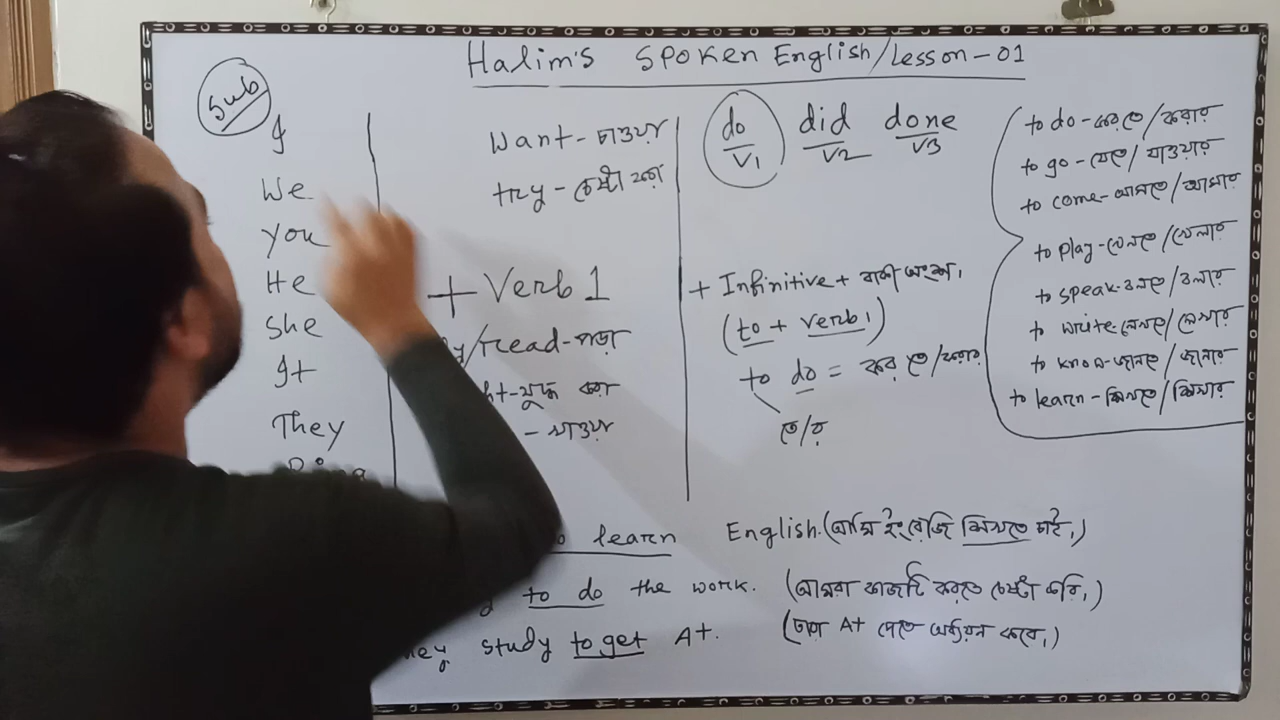 Halim's Spoken English/Lesson-01
Sub
I
We
you
He
She
It
They
want - চাওয়া
try - চেষ্টা করা
+ Verb 1
/read - পড়া
- যুদ্ধ করা
- যাওয়া
do did done
V1 V2 V3
+ Infinitive + বাকী অংশ।
(to + verb1)
to do = করতে/করার
তে/র
to do - করতে/করার
to go - যেতে/যাওয়ার
to come - আসতে/আসার
to play - খেলতে/খেলার
to speak - বলতে/বলার
to write - লেখতে/লেখার
to know - জানতে/জানার
to learn - শিখতে/শিখার
learn English. (আমি ইংরেজি শিখতে চাই।)
to do the work. (আমরা কাজটি করতে চেষ্টা করি।)
study to get A+. (তারা A+ পেতে অধ্যয়ন করে।)